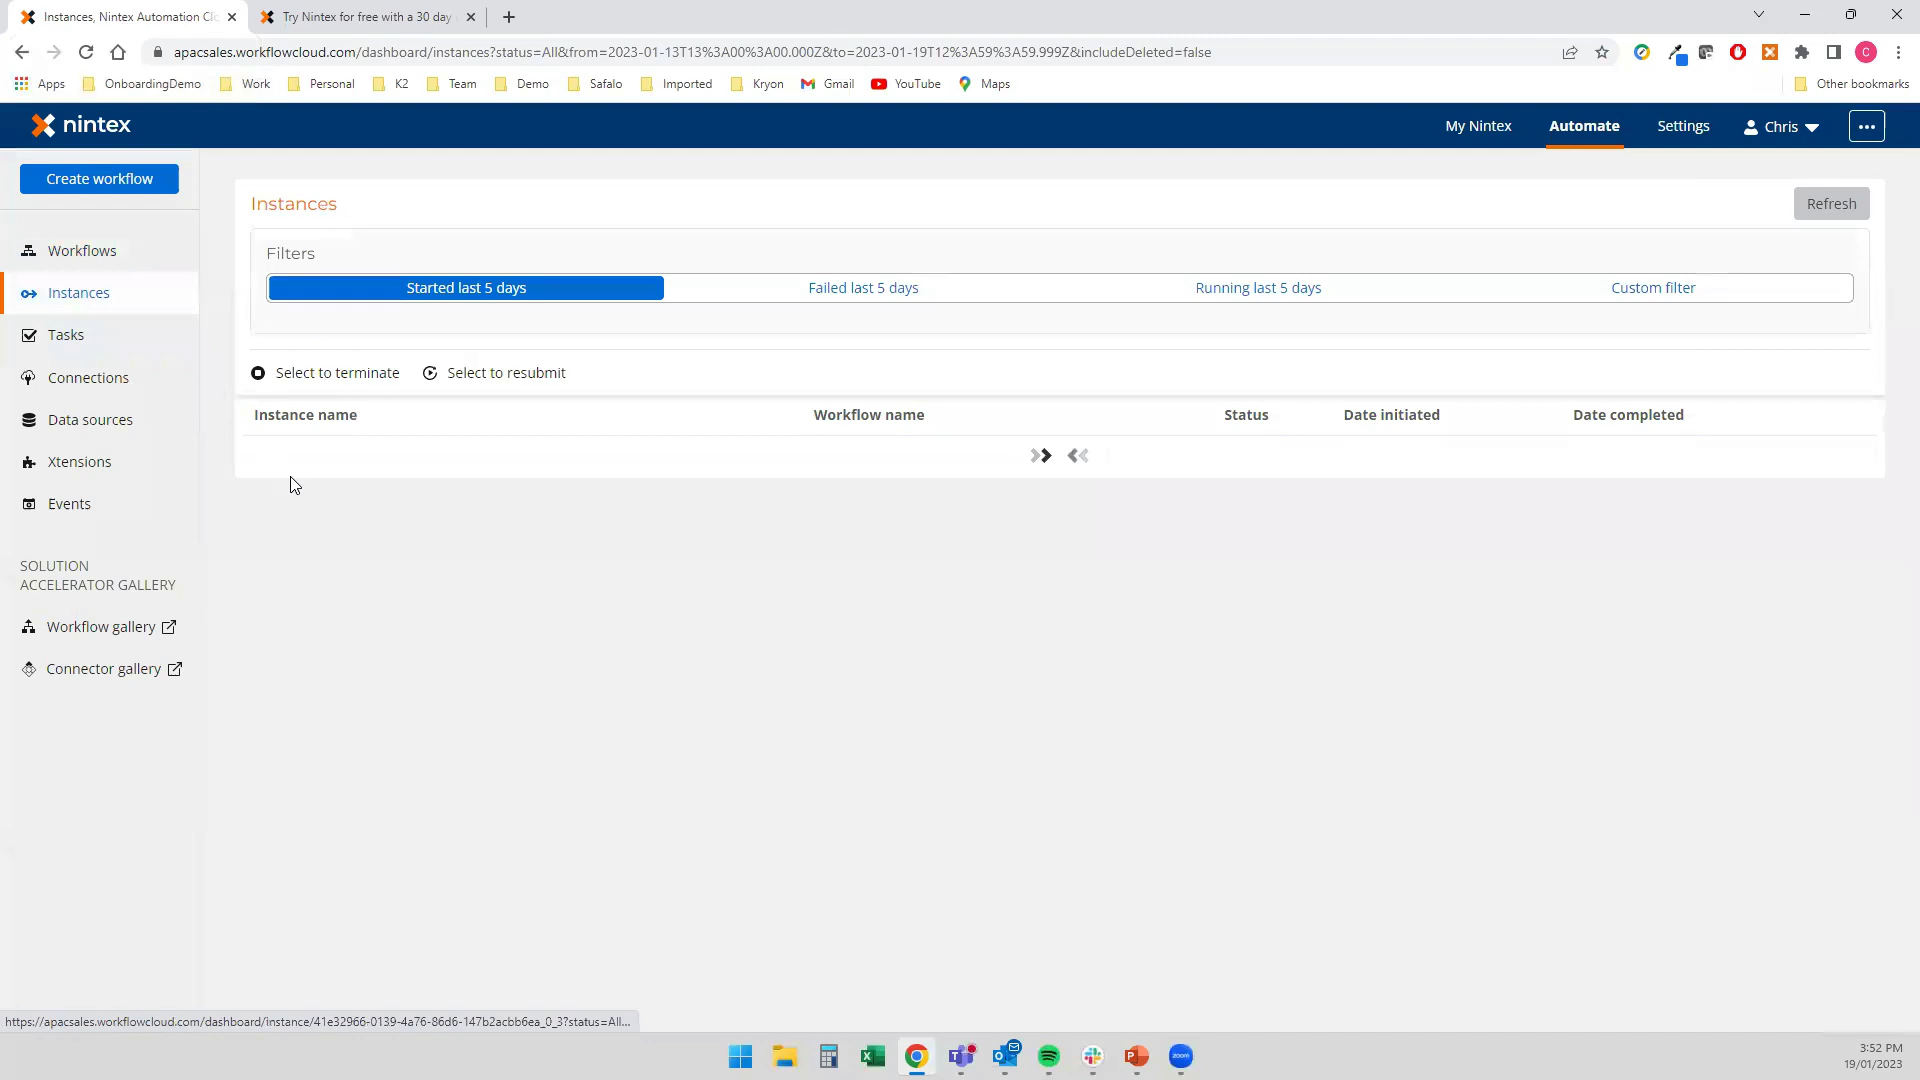 Instances, Nintex Automation Clo
Try Nintex for free with a 30 day
apacsales.workflowcloud.com/dashboard/instances?status=All&from=2023-01-13T13%3A00%3A00.000Z&to=2023-01-19T12%3A59%3A59.999Z&includeDeleted=false
C
Apps OnboardingDemo Work Personal K2 Team Demo Safalo Imported Kryon Gmail YouTube Maps Other bookmarks
nintex My Nintex Automate Settings Chris
Create workflow
Workflows
Instances
Tasks
Connections
Data sources
Xtensions
Events
SOLUTION
ACCELERATOR GALLERY
Workflow gallery
Connector gallery
Instances
Refresh
Filters
Started last 5 days Failed last 5 days Running last 5 days Custom filter
Select to terminate Select to resubmit
Instance name Workflow name Status Date initiated Date completed
https://apacsales.workflowcloud.com/dashboard/instance/41e32966-0139-4a76-86d6-147b2acbb6ea_0_3?status=All...
zoom
3:52 PM
19/01/2023